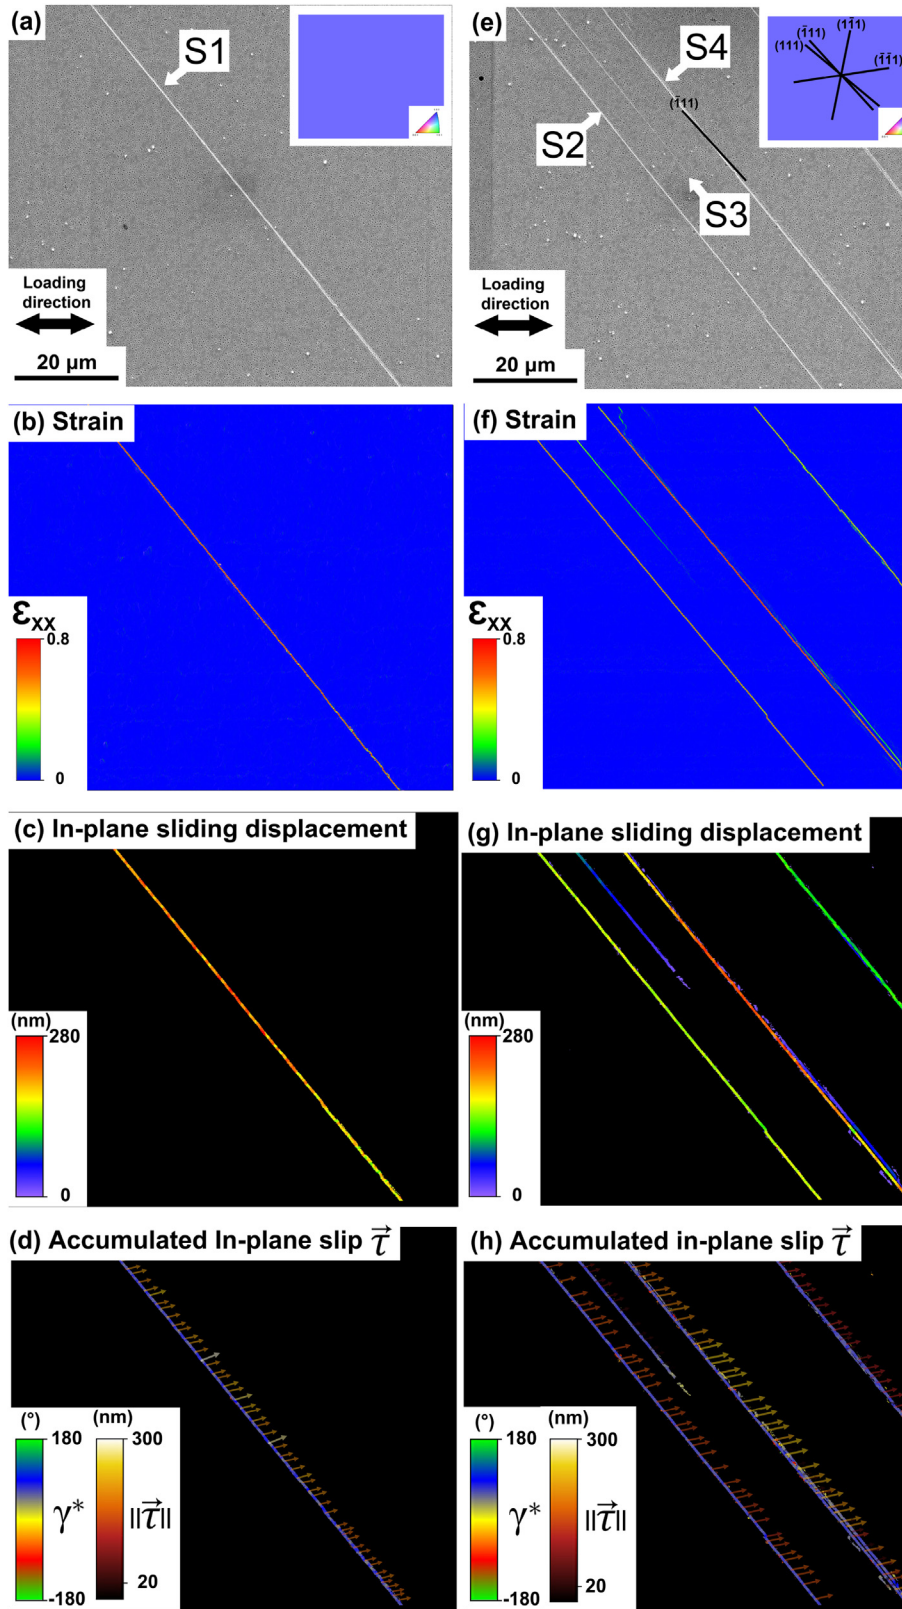 (a)
S1
Loading
direction
20 µm
(e)
S4
(1̄11)
S2
S3
(1̄11)
(11̄1)
(111)
(1̄1̄1)
Loading
direction
20 µm
(b) Strain
εXX
0.8
0
(f) Strain
εXX
0.8
0
(c) In-plane sliding displacement
(nm)
280
0
(g) In-plane sliding displacement
(nm)
280
0
(d) Accumulated In-plane slip τ⃗
(°)
180
γ*
-180
(nm)
300
||τ⃗||
20
(h) Accumulated in-plane slip τ⃗
(°)
180
γ*
-180
(nm)
300
||τ⃗||
20